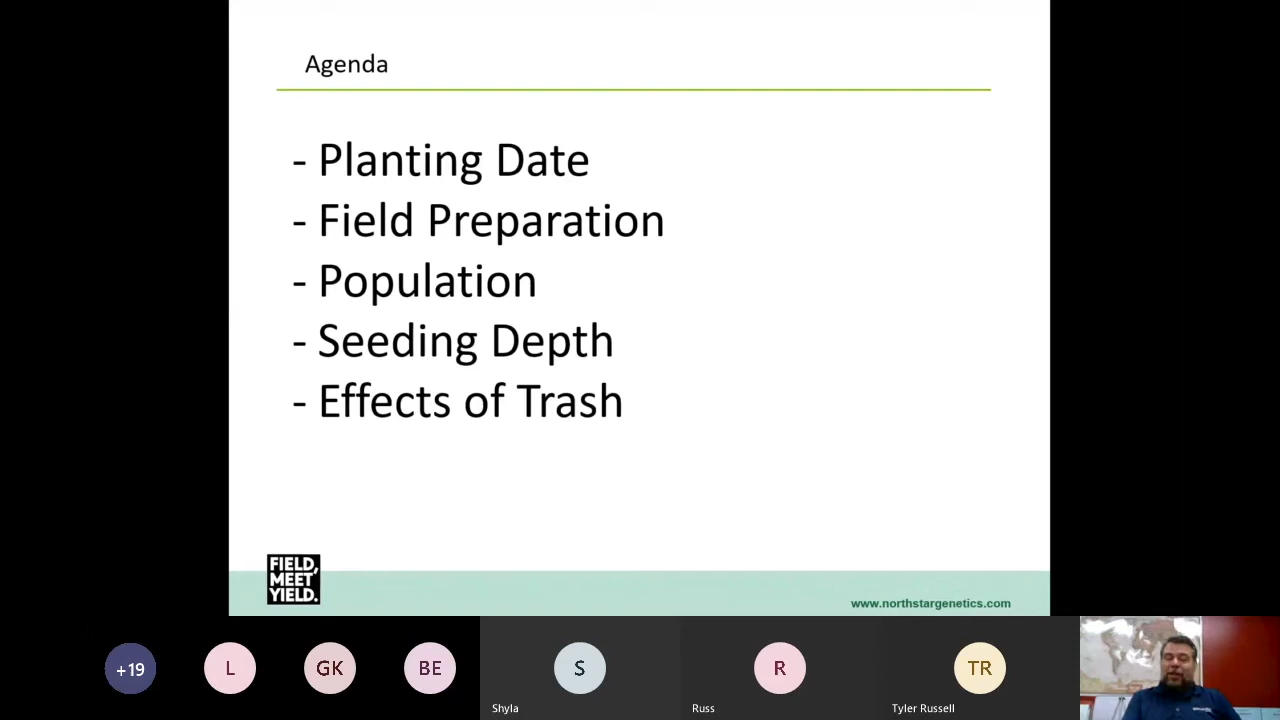 Agenda
- Planting Date
- Field Preparation
- Population
- Seeding Depth
- Effects of Trash
FIELD,
MEET
YIELD.
www.northstargenetics.com
+19
L
GK
BE
S
R
TR
Shyla
Russ
Tyler Russell